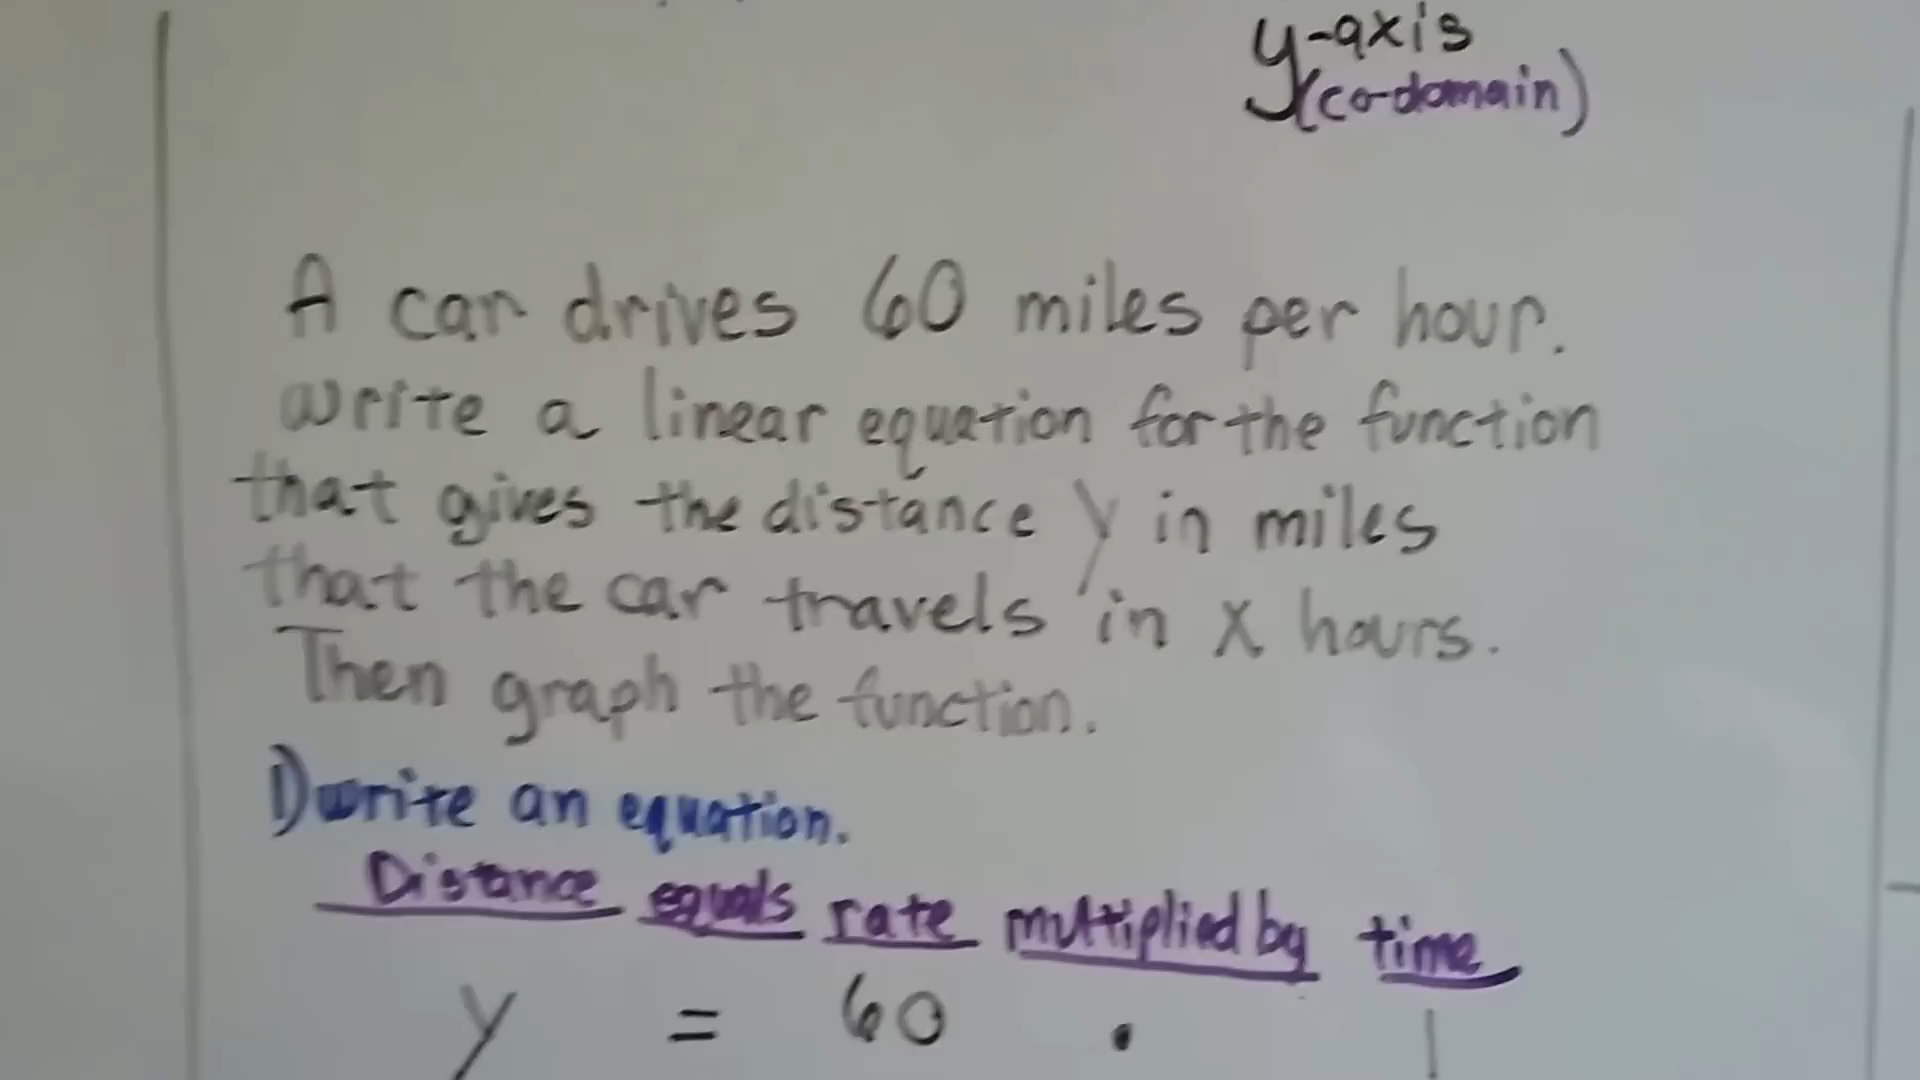 y-axis
(co-domain)
A car drives 60 miles per hour.
Write a linear equation for the function
that gives the distance y in miles
that the car travels in x hours.
Then graph the function.
1) Write an equation.
Distance equals rate multiplied by time
y = 60 ·